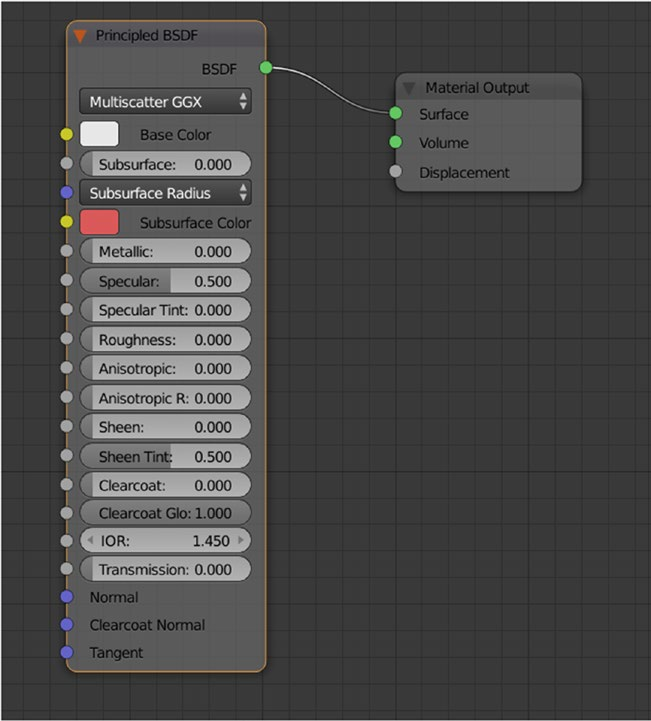 Principled BSDF
BSDF
Multiscatter GGX
Base Color
Subsurface: 0.000
Subsurface Radius
Subsurface Color
Metallic: 0.000
Specular: 0.500
Specular Tint: 0.000
Roughness: 0.000
Anisotropic: 0.000
Anisotropic R: 0.000
Sheen: 0.000
Sheen Tint: 0.500
Clearcoat: 0.000
Clearcoat Glo: 1.000
IOR: 1.450
Transmission: 0.000
Normal
Clearcoat Normal
Tangent
Material Output
Surface
Volume
Displacement